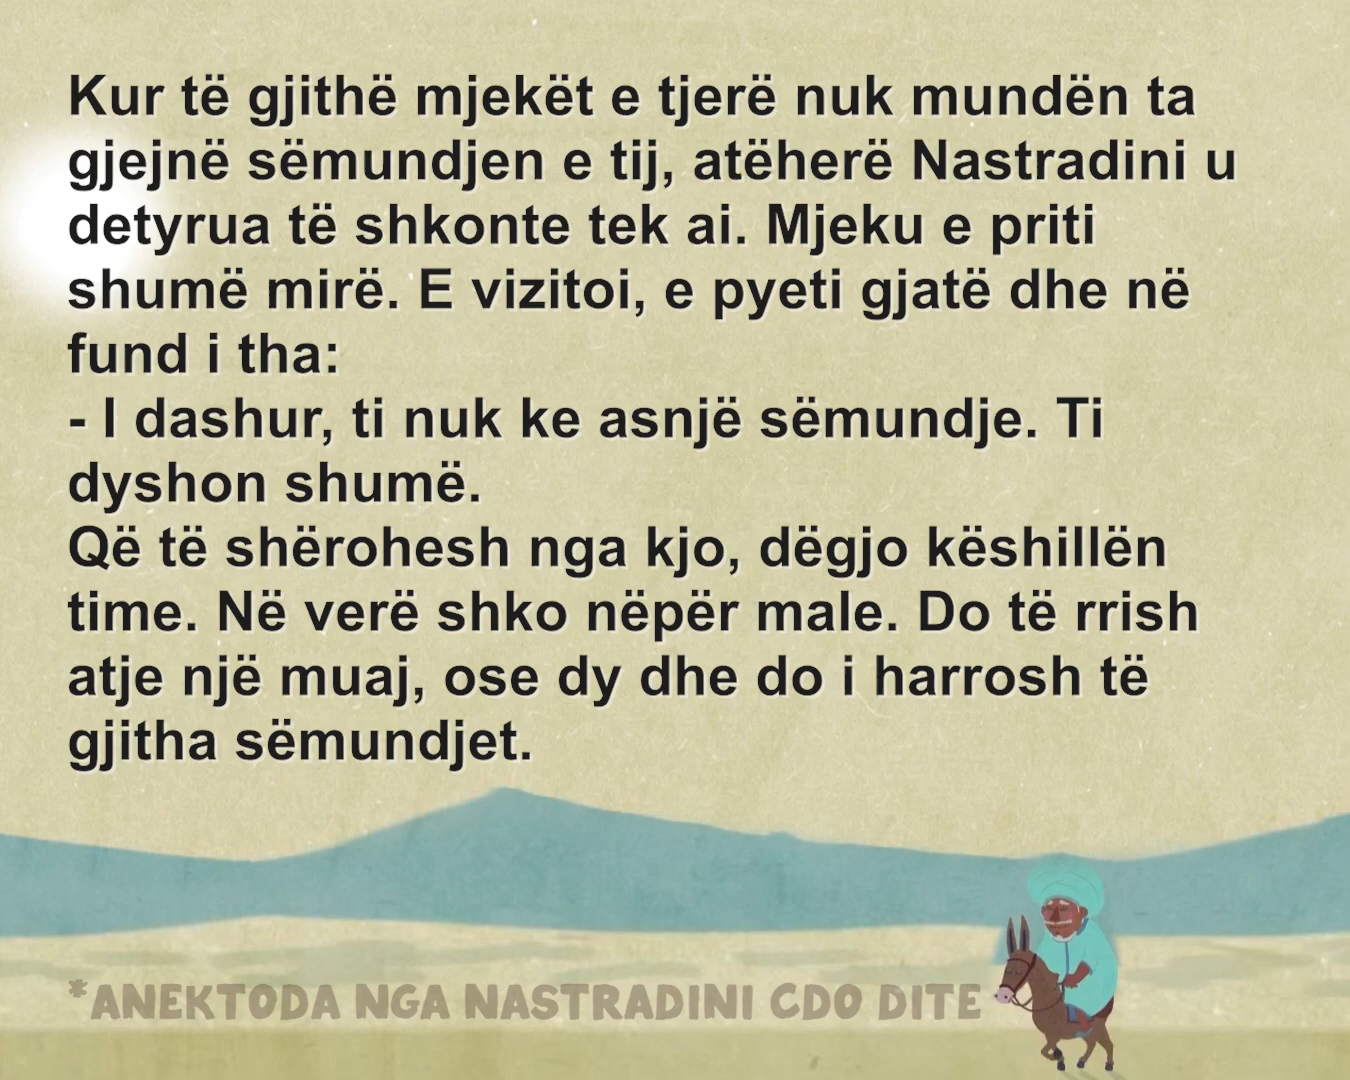 Kur të gjithë mjekët e tjerë nuk mundën ta
gjejnë sëmundjen e tij, atëherë Nastradini u
detyrua të shkonte tek ai. Mjeku e priti
shumë mirë. E vizitoi, e pyeti gjatë dhe në
fund i tha:
- I dashur, ti nuk ke asnjë sëmundje. Ti
dyshon shumë.
Që të shërohesh nga kjo, dëgjo këshillën
time. Në verë shko nëpër male. Do të rrish
atje një muaj, ose dy dhe do i harrosh të
gjitha sëmundjet.
*ANEKTODA NGA NASTRADINI CDO DITE